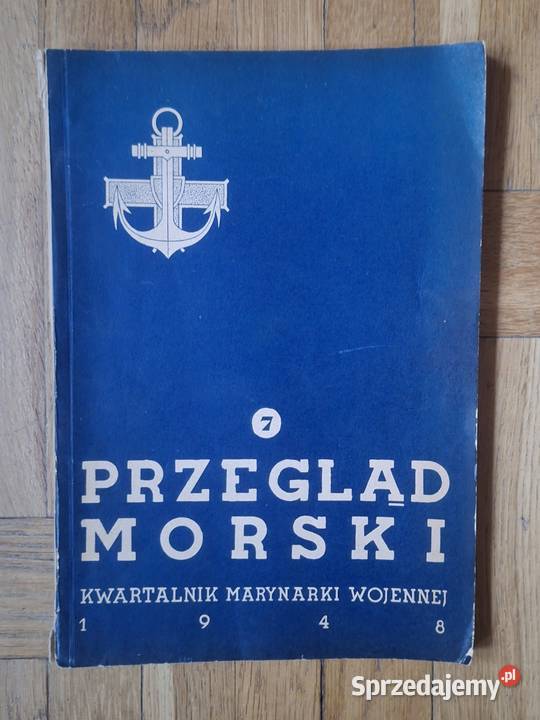 7
PRZEGLĄD
MORSKI
KWARTALNIK MARYNARKI WOJENNEJ
1 9 4 8
Sprzedajemy.pl